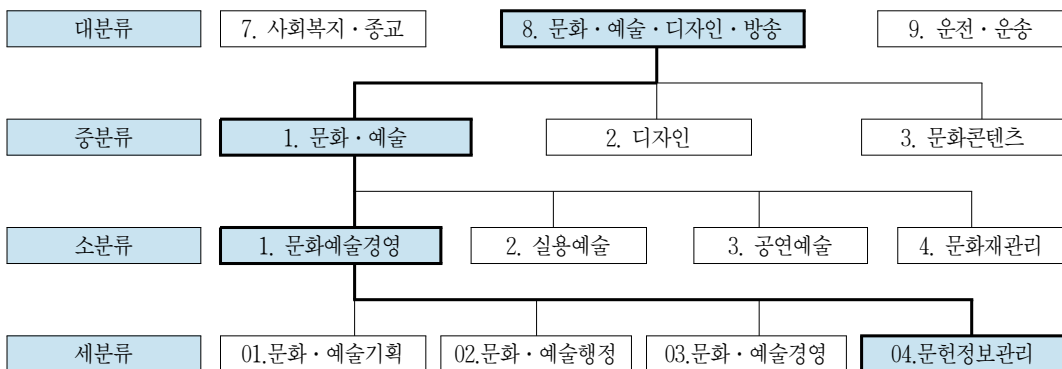 대분류 7. 사회복지・종교 8. 문화・예술・디자인・방송 9. 운전・운송
중분류 1. 문화・예술 2. 디자인 3. 문화콘텐츠
소분류 1. 문화예술경영 2. 실용예술 3. 공연예술 4. 문화재관리
세분류 01.문화・예술기획 02.문화・예술행정 03.문화・예술경영 04.문헌정보관리